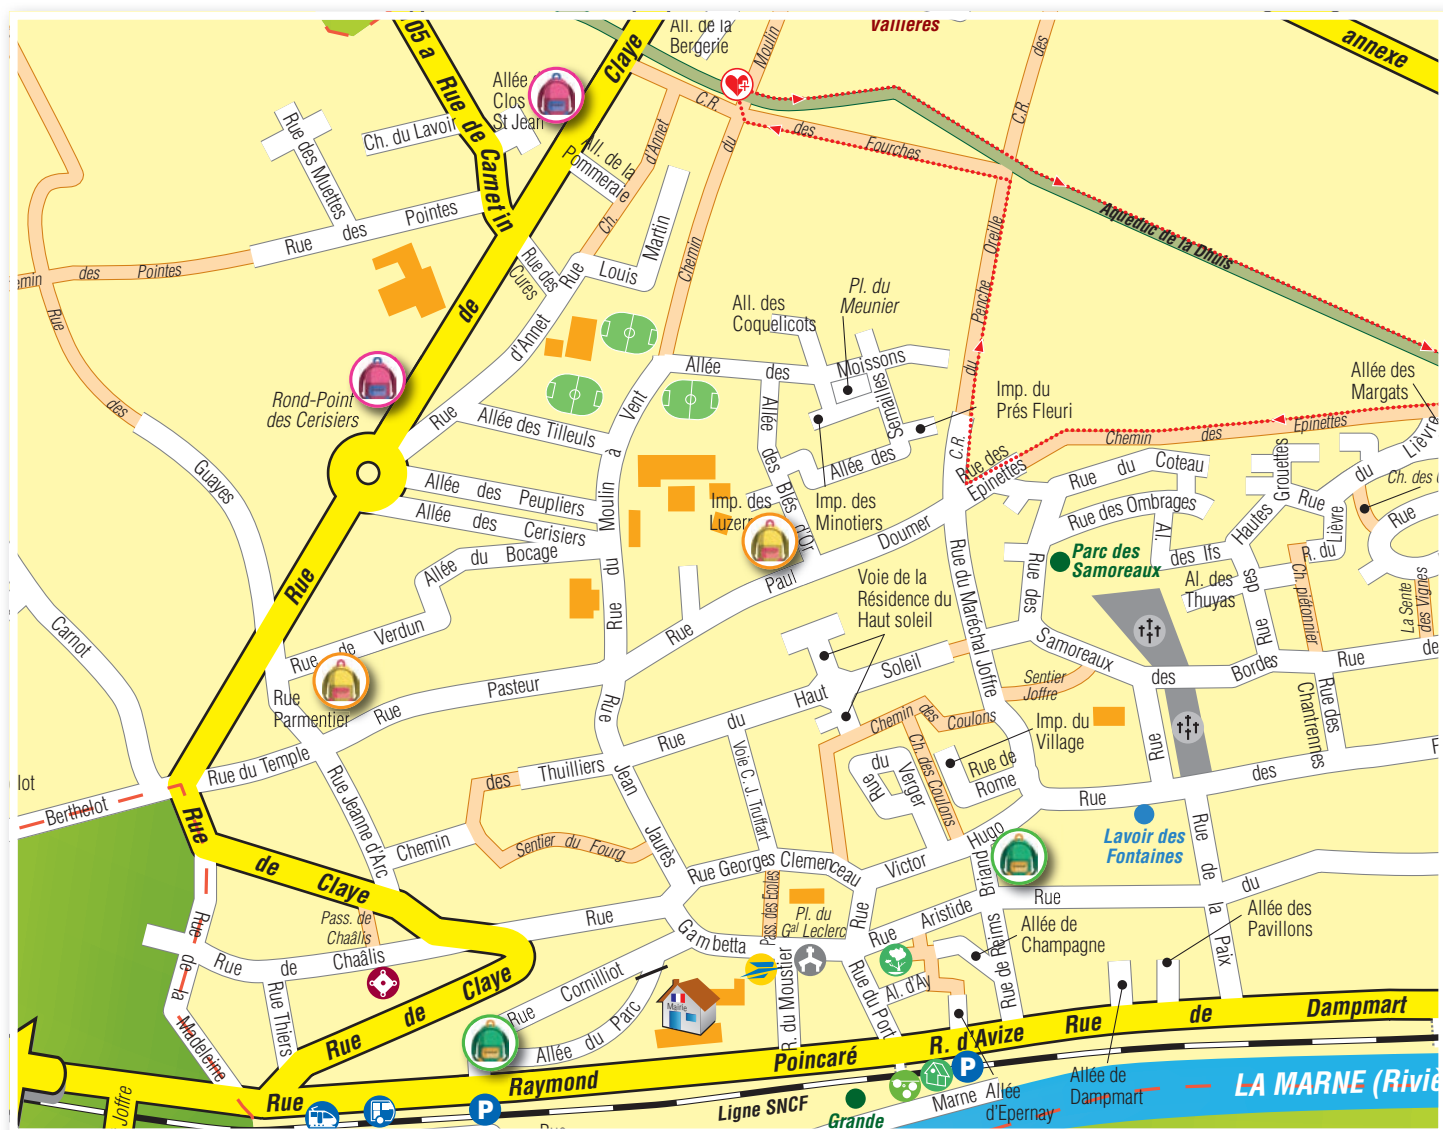 Vallières
annexe
All. de la
Bergerie
Moulin
des
C.R.
05 a Rue de Carnetin
Claye
Allée
Clos
St Jean
Rue des Muettes
Ch. du Lavoir
All. de la
Pommeraie
d'Annet
Ch.
C.R.
des
Fourches
du
Chemin
Rue des Pointes
emin des Pointes
Rue
des
Guayes
Rue des
Cures
Rue
Louis
Martin
Aqueduc de la Dhuis
Oreille
Penche
du
C.R.
de
d'Annet
Rue
All. des
Coquelicots
Pl. du
Meunier
Allée des Moissons
Semailles
Allée des
Imp. du
Prés Fleuri
Allée des
Margats
Rond-Point
des Cerisiers
Allée des Tilleuls
Vent
à
Moulin
du
Rue
Allée des Blés d'Or
Chemin des Epinettes
Rue des
Epinettes
Allée des Peupliers
Allée des Cerisiers
Allée du Bocage
Imp. des
Imp. des
Minotiers
Rue du Coteau
Rue des Ombrages
Grouettes
Hautes
des
Rue
Rue du Lièvre
Lièvre
R. du
Rue
Al. des Ifs
Al. des
Thuyas
Ch. piétonnier
La Sente
des Vignes
Parc des
Samoreaux
Rue Paul Doumer
Rue
Carnot
Rue de Verdun
Rue
Parmentier
Rue Pasteur
Voie de la
Résidence du
Haut soleil
Rue du Maréchal Joffre
Rue des
Samoreaux
des
Bordes
Rue
de
Rue des
Chantrennes
Sentier
Joffre
Rue du Haut Soleil
Chemin des Coulons
Ch. des Coulons
Imp. du
Village
Rue de
Rome
Rue
du
Verger
Rue du Temple
lot
Berthelot
Rue Jeanne d'Arc
Chemin
des Thuilliers
Sentier du Fourg
Rue
Jean
Jaurès
Voie C. J. Truffart
Rue Georges Clemenceau
Victor Hugo
Rue
Rue des
Lavoir des
Fontaines
Rue
de
Claye
Pass. de
Chaâlis
Rue de Chaâlis
Rue
Gambetta
Pass. des Ecoles
Pl. du
Gal Leclerc
Rue
Rue Aristide Briand
Rue
du
Rue
de
la
Paix
Allée de
Champagne
Allée des
Pavillons
Rue de Reims
Rue de la Madeleine
Rue Thiers
Rue
de
Claye
Rue
Cornilliot
Allée du Parc
Mairie
R. du Moustier
Rue du Port
Al. d'Ay
Rue Raymond Poincaré
R. d'Avize
Rue de Dampmart
Joffre
P
P
Ligne SNCF
Grande
Marne
Allée
d'Epernay
Allée de
Dampmart
LA MARNE (Riviè